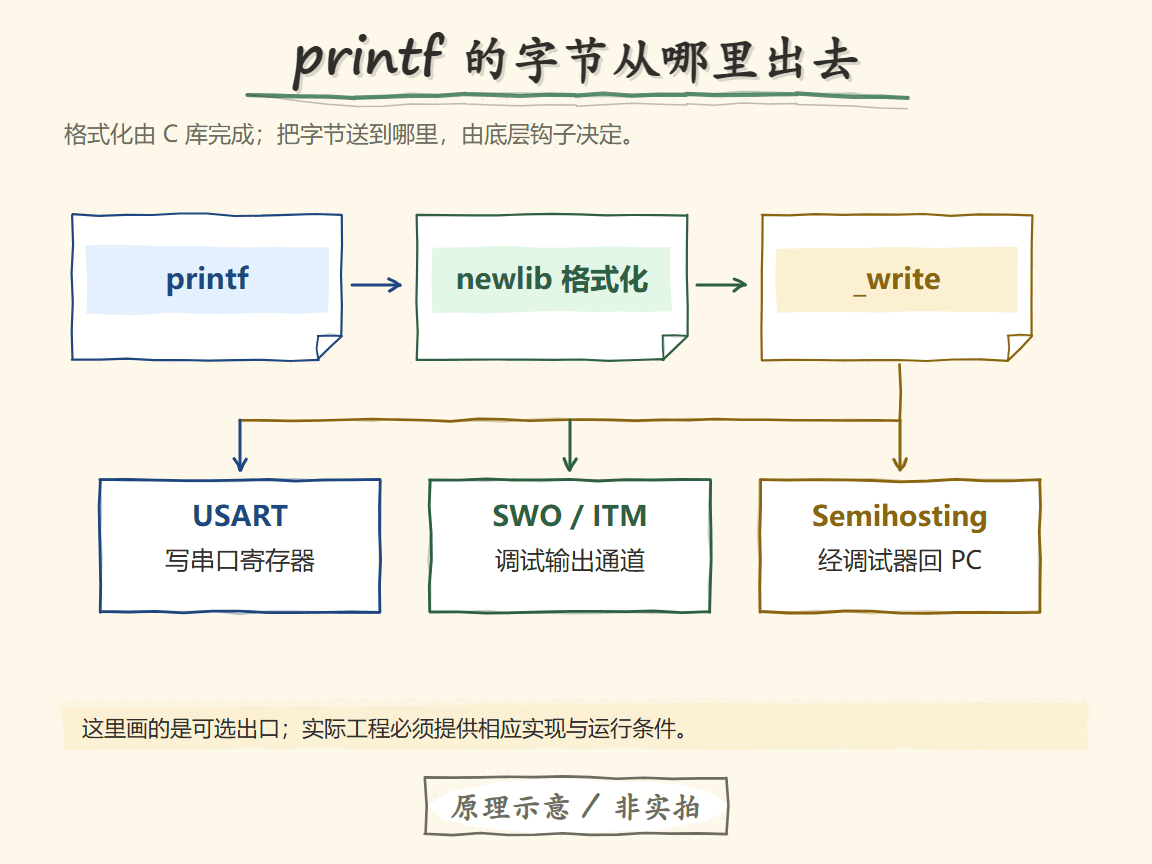 printf 的字节从哪里出去
格式化由 C 库完成；把字节送到哪里，由底层钩子决定。
printf
newlib 格式化
_write
USART
写串口寄存器
SWO / ITM
调试输出通道
Semihosting
经调试器回 PC
这里画的是可选出口；实际工程必须提供相应实现与运行条件。
原理示意 / 非实拍